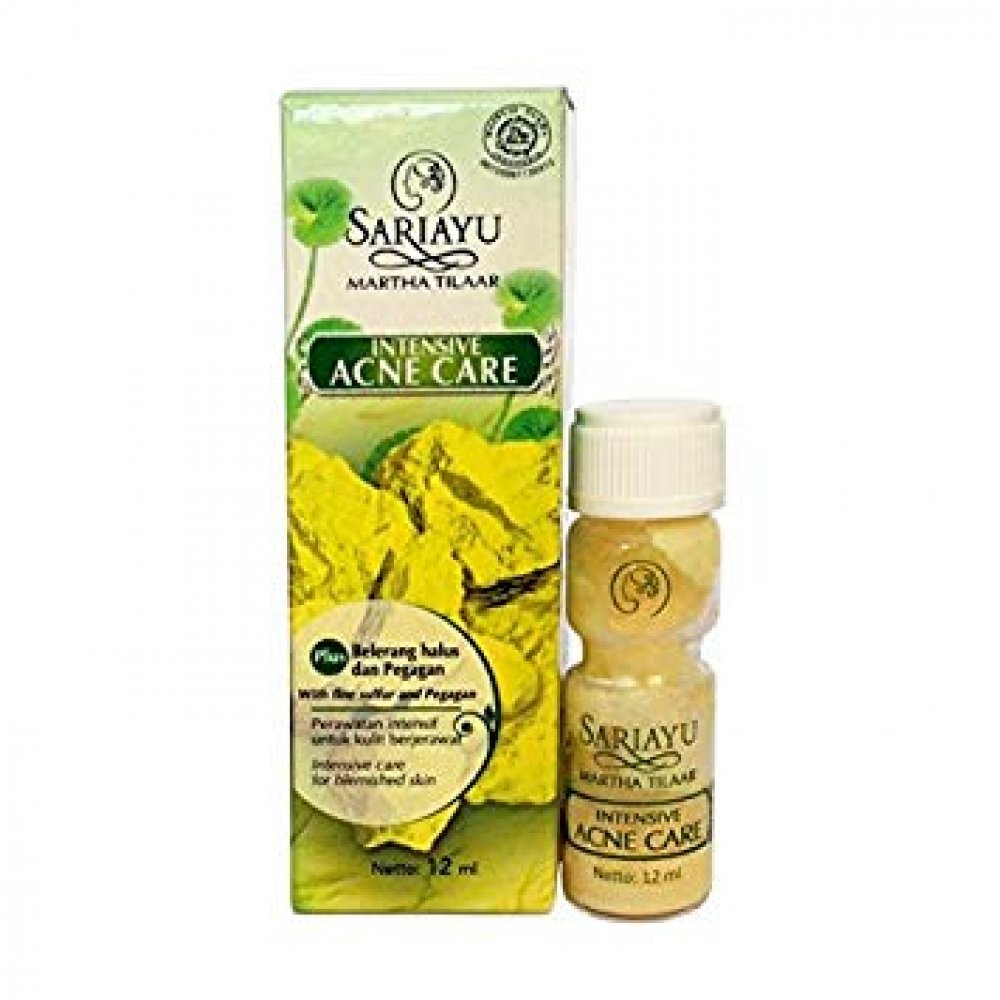 SARIAYU
MARTHA TILAAR
INTENSIVE
ACNE CARE
Plus
Belerang halus
dan Pegagan
With fine sulfur and Pegagan
Perawatan intensif
untuk kulit berjerawat
Intensive care
for blemished skin
Netto: 12 ml
SARIAYU
MARTHA TILAAR
INTENSIVE
ACNE CARE
Netto: 12 ml